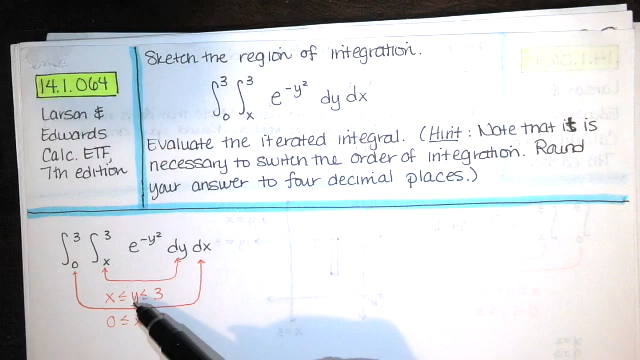 Sketch the region of integration.
14.1.064
∫₀³ ∫ₓ³ e^(-y²) dy dx
Larson &
Edwards
Calc. ETF,
7th edition
Evaluate the iterated integral. (Hint: Note that it is
necessary to switch the order of integration. Round
your answer to four decimal places.)
∫₀³ ∫ₓ³ e^(-y²) dy dx
x ≤ y ≤ 3
0 ≤